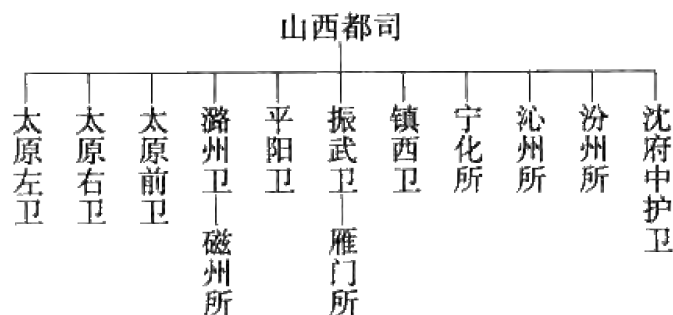 山西都司
太原左卫
太原右卫
太原前卫
潞州卫
磁州所
平阳卫
振武卫
雁门所
镇西卫
宁化所
沁州所
汾州所
沈府中护卫